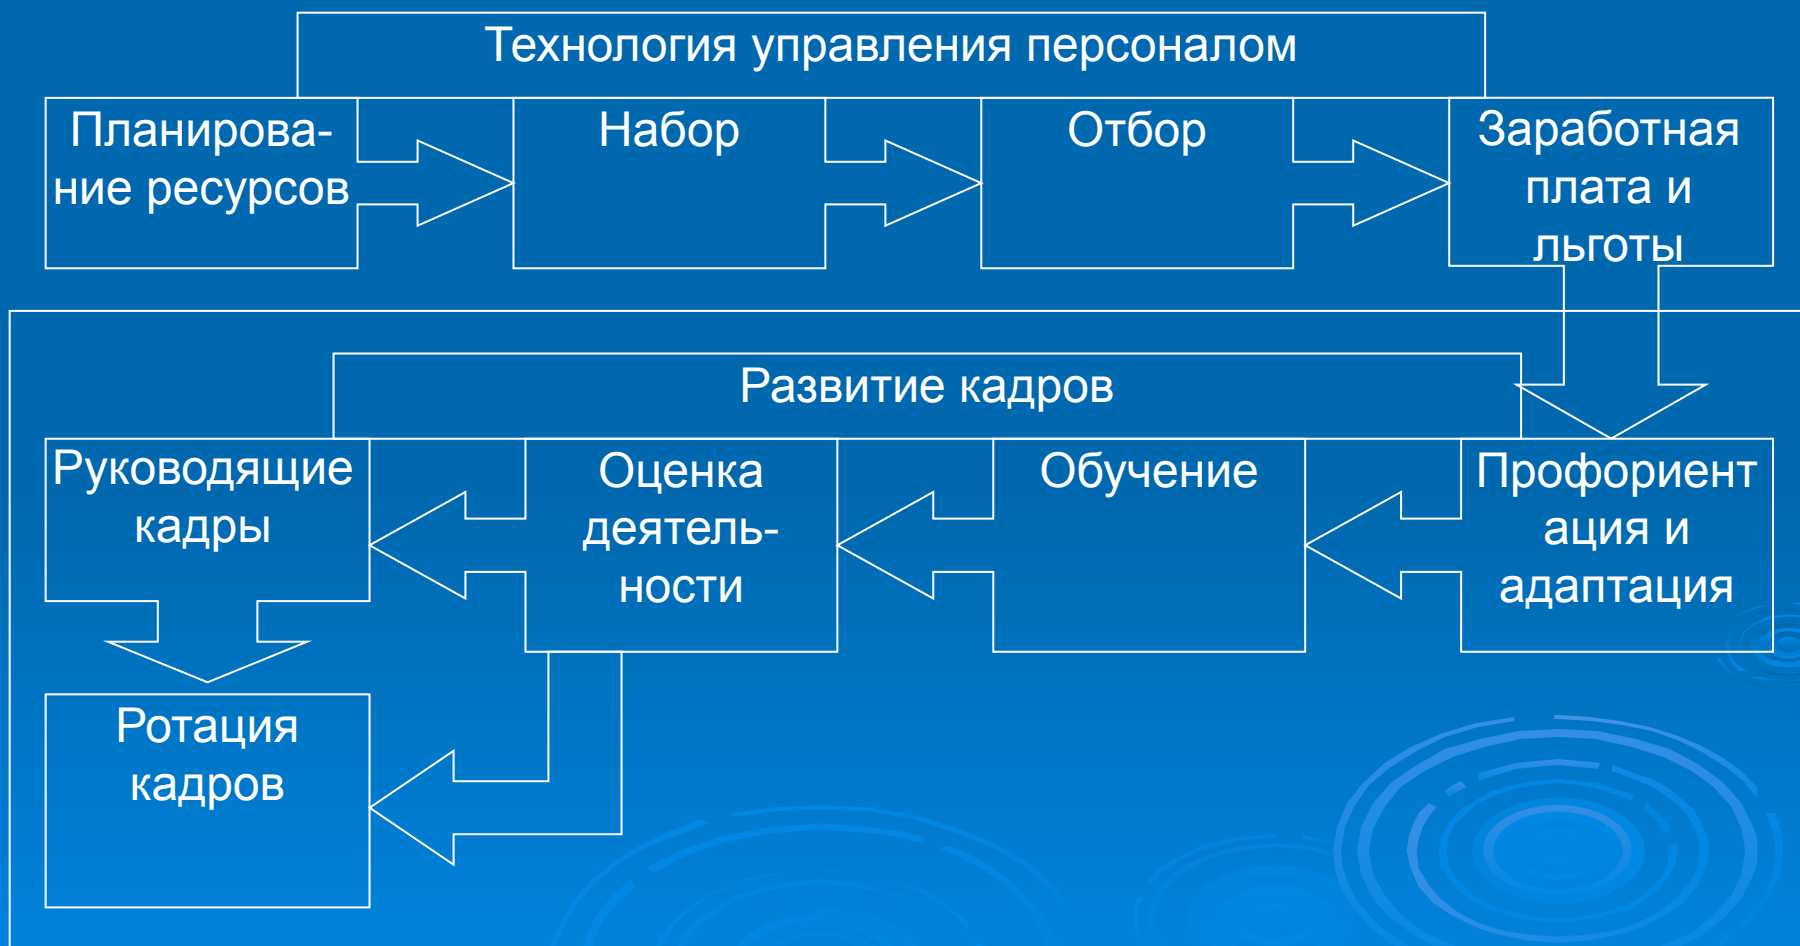 Технология управления персоналом
Планирова-
ние ресурсов
Набор
Отбор
Заработная
плата и
льготы
Развитие кадров
Руководящие
кадры
Оценка
деятель-
ности
Обучение
Профориент
ация и
адаптация
Ротация
кадров